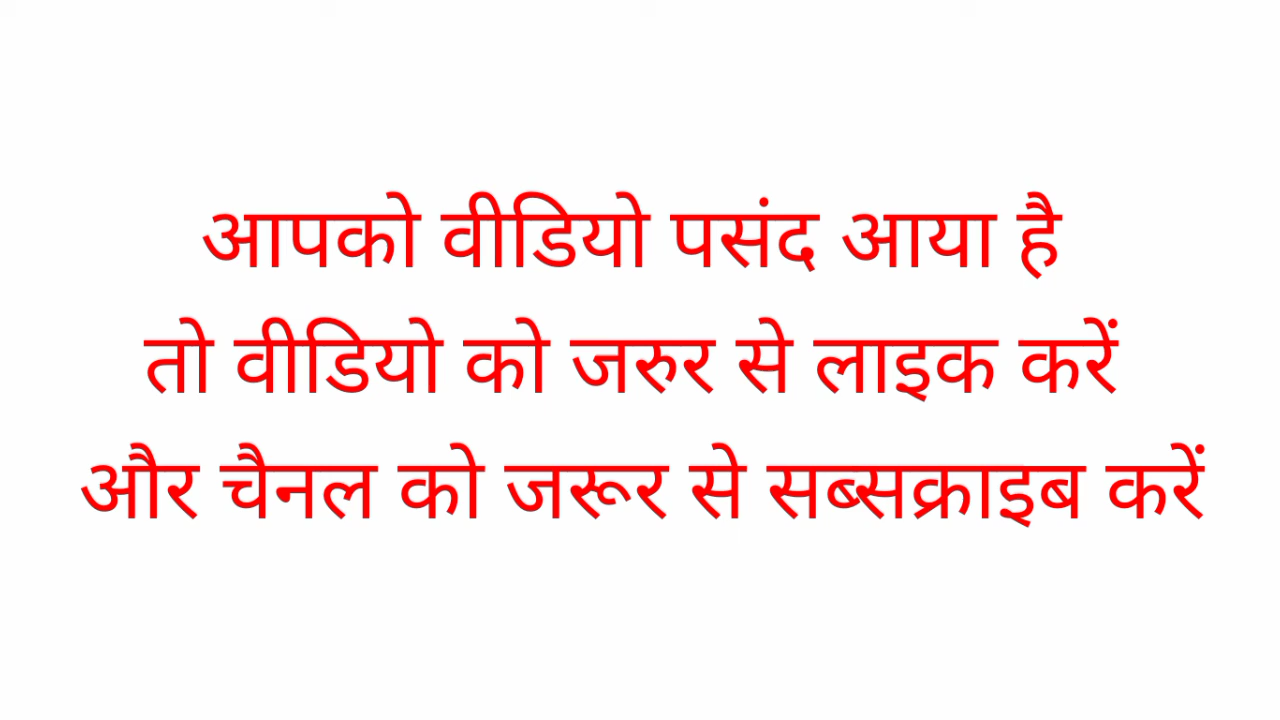 आपको वीडियो पसंद आया है
तो वीडियो को जरुर से लाइक करें
और चैनल को जरूर से सब्सक्राइब करें